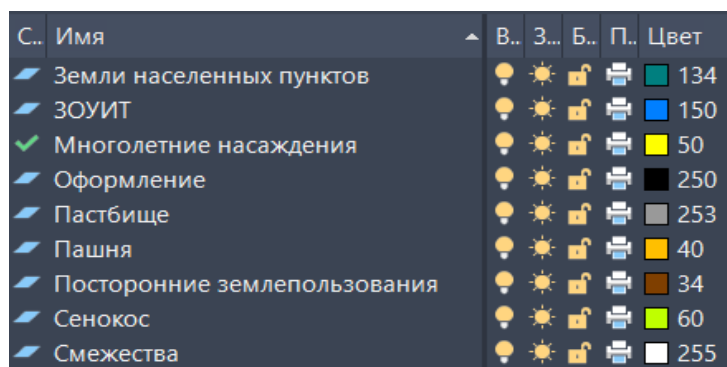 С.. Имя В.. З... Б.. П.. Цвет
Земли населенных пунктов 134
ЗОУИТ 150
Многолетние насаждения 50
Оформление 250
Пастбище 253
Пашня 40
Посторонние землепользования 34
Сенокос 60
Смежества 255